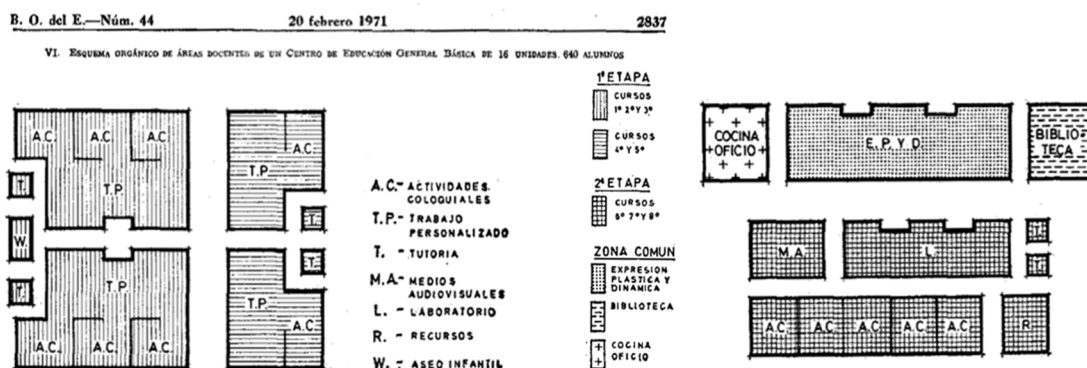 B. O. del E.—Núm. 44 20 febrero 1971 2837
VI. ESQUEMA ORGÁNICO DE ÁREAS DOCENTES DE UN CENTRO DE EDUCACIÓN GENERAL BÁSICA DE 16 UNIDADES. 640 ALUMNOS
A.C. A.C. A.C.
T.
T.P.
W.
T.P.
T.
A.C. A.C. A.C.
A.C.
T.P.
T.
T.
T.P.
A.C.
A.C.- ACTIVIDADES
COLOQUIALES
T.P.- TRABAJO
PERSONALIZADO
T. - TUTORIA
M.A.- MEDIOS
AUDIOVISUALES
L. - LABORATORIO
R. - RECURSOS
W. - ASEO INFANTIL
1ª ETAPA
CURSOS
1º 2º Y 3º
CURSOS
4º Y 5º
2ª ETAPA
CURSOS
6º 7º Y 8º
ZONA COMUN
EXPRESION
PLASTICA Y
DINAMICA
BIBLIOTECA
COCINA
OFICIO
COCINA
OFICIO
E. P. Y D.
BIBLIO-
TECA
M.A.
L.
T.
T.
A.C. A.C. A.C. A.C. A.C.
R.